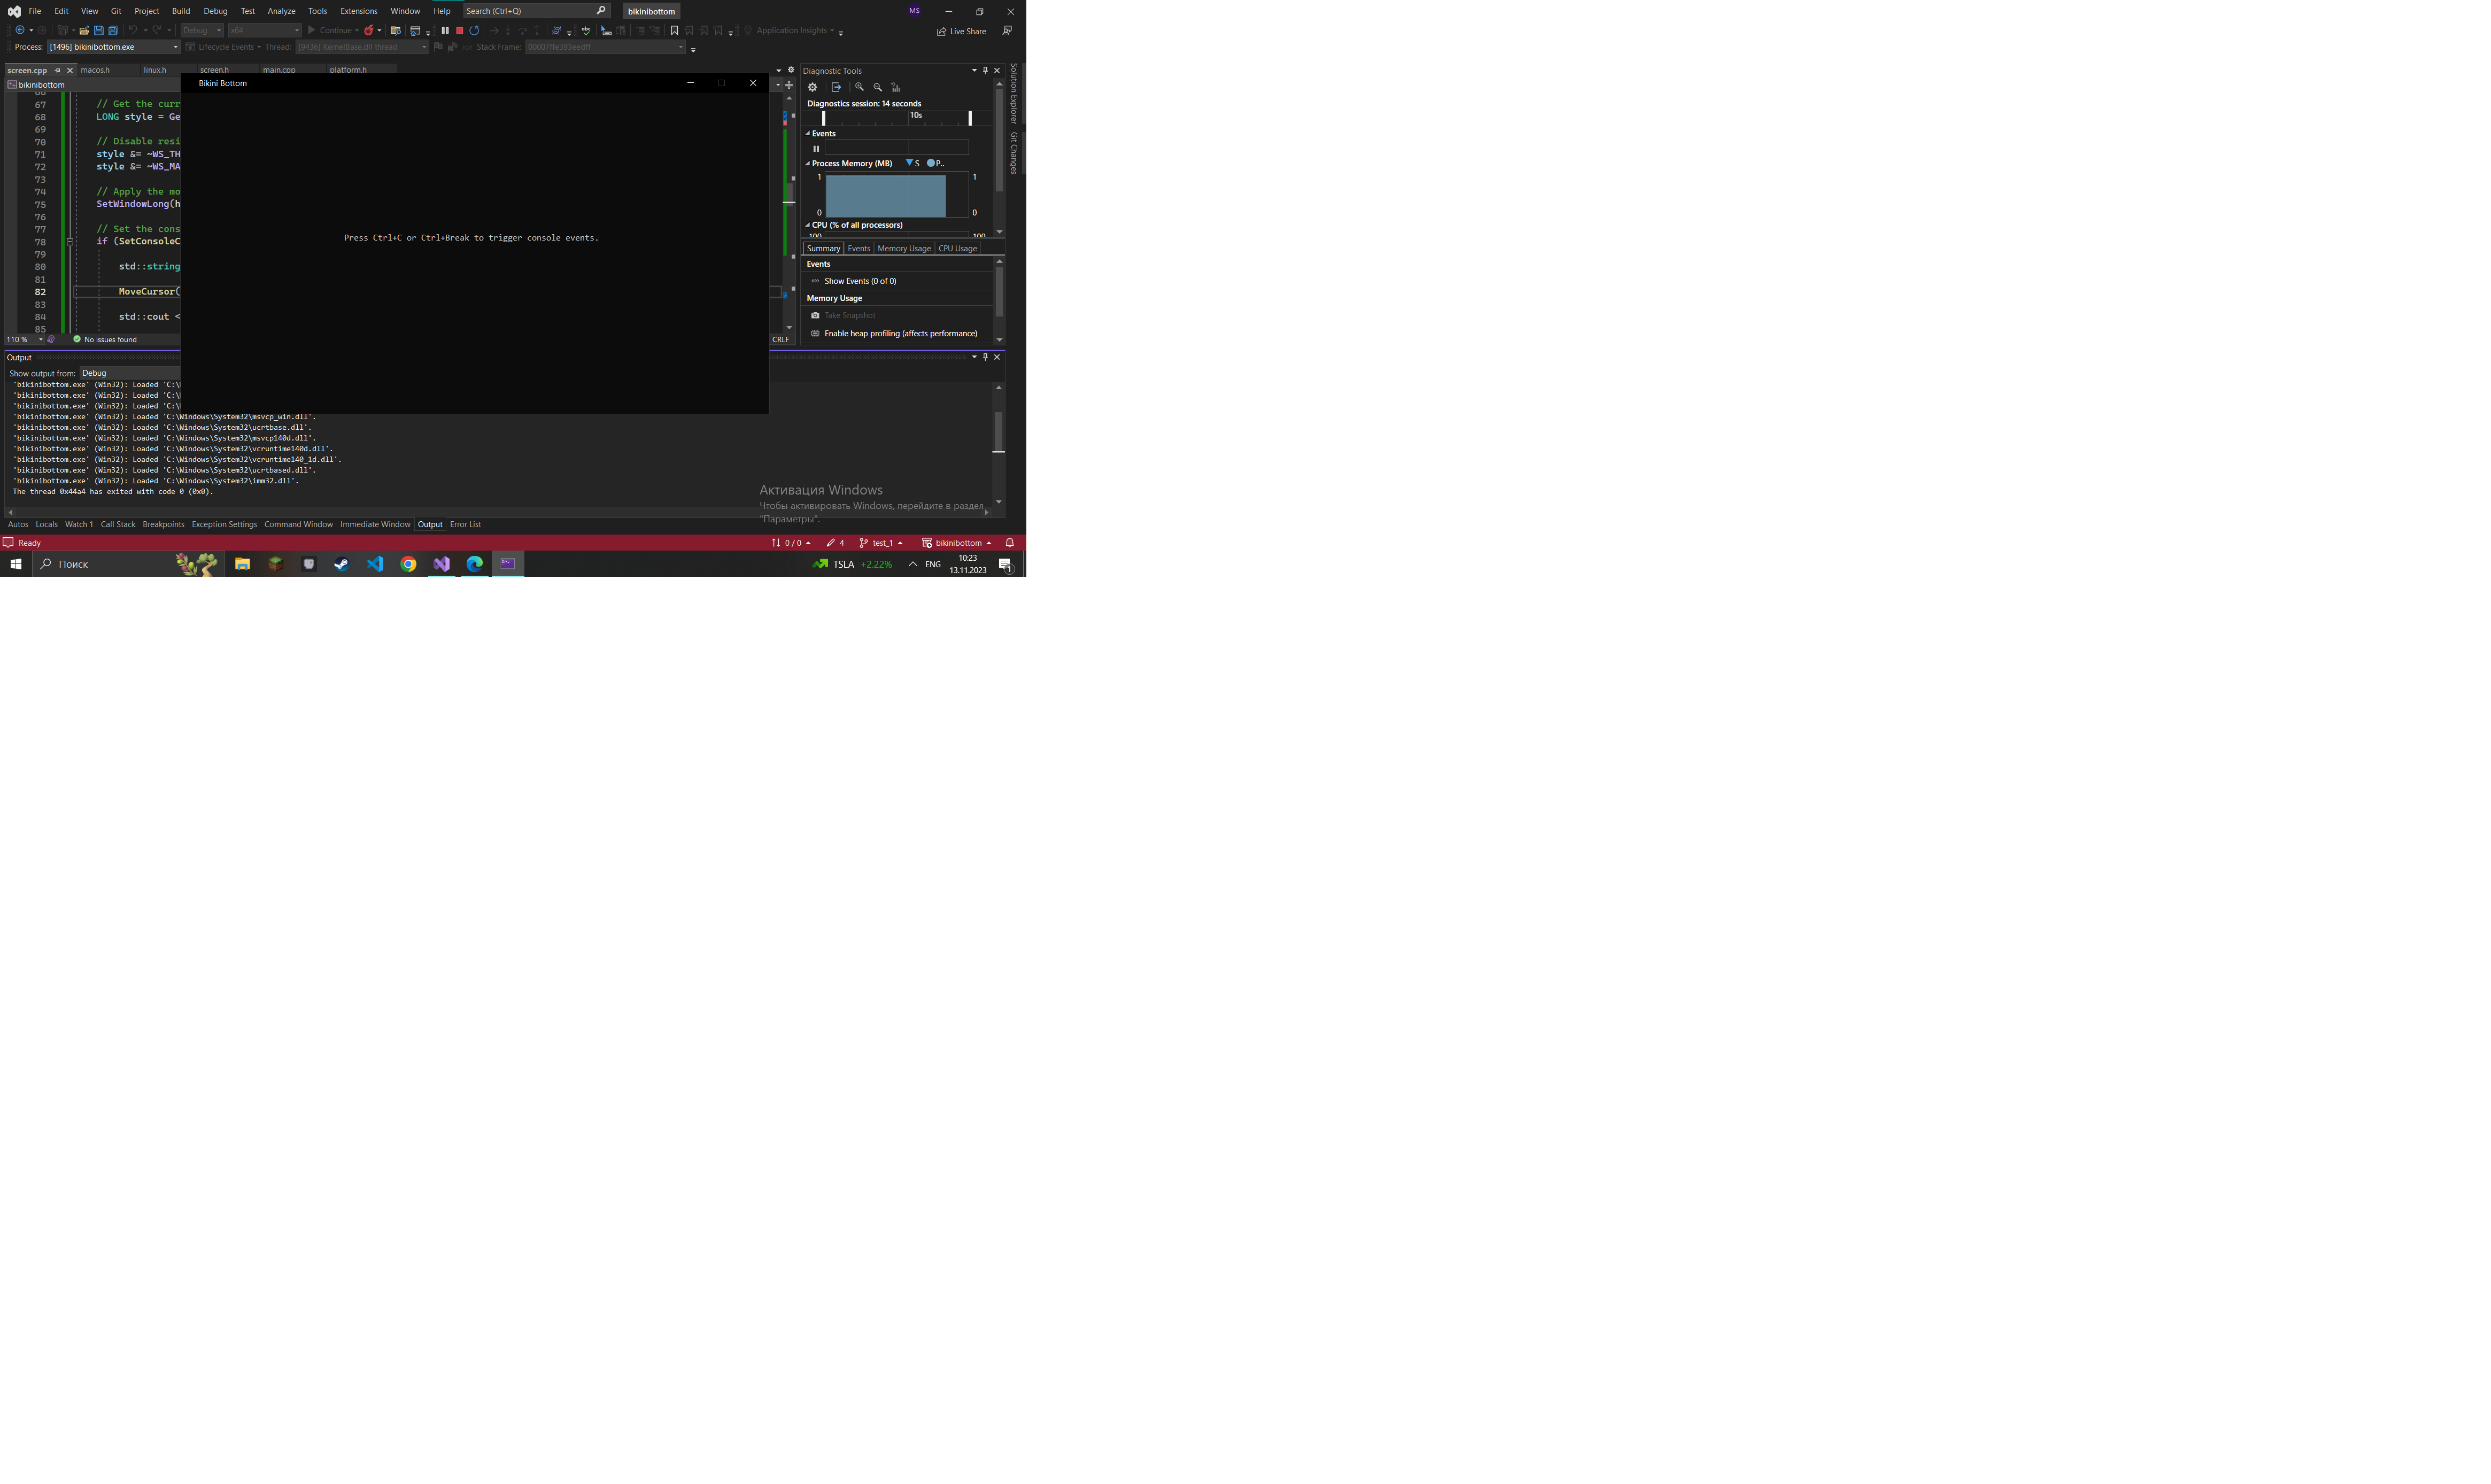 File Edit View Git Project Build Debug Test Analyze Tools Extensions Window Help Search (Ctrl+Q) bikinibottom MS
Debug x64 Continue Application Insights Live Share
Process: [1496] bikinibottom.exe Lifecycle Events Thread: [9436] KernelBase.dll thread Stack Frame: 00007ffe393eedff
screen.cpp macos.h linux.h screen.h main.cpp platform.h
bikinibottom
Bikini Bottom
66
67 // Get the curr
68 LONG style = Ge
69
70 // Disable resi
71 style &= ~WS_TH
72 style &= ~WS_MA
73
74 // Apply the mo
75 SetWindowLong(h
76
77 // Set the cons
78 if (SetConsoleC
79
80 std::string
81
82 MoveCursor(
83
84 std::cout <
85
Press Ctrl+C or Ctrl+Break to trigger console events.
110 % No issues found CRLF
Diagnostic Tools
Diagnostics session: 14 seconds
10s
Events
Process Memory (MB) S P..
1 1
0 0
CPU (% of all processors)
100 100
Summary Events Memory Usage CPU Usage
Events
Show Events (0 of 0)
Memory Usage
Take Snapshot
Enable heap profiling (affects performance)
Solution Explorer
Git Changes
Output
Show output from: Debug
'bikinibottom.exe' (Win32): Loaded 'C:\
'bikinibottom.exe' (Win32): Loaded 'C:\
'bikinibottom.exe' (Win32): Loaded 'C:\
'bikinibottom.exe' (Win32): Loaded 'C:\Windows\System32\msvcp_win.dll'.
'bikinibottom.exe' (Win32): Loaded 'C:\Windows\System32\ucrtbase.dll'.
'bikinibottom.exe' (Win32): Loaded 'C:\Windows\System32\msvcp140d.dll'.
'bikinibottom.exe' (Win32): Loaded 'C:\Windows\System32\vcruntime140d.dll'.
'bikinibottom.exe' (Win32): Loaded 'C:\Windows\System32\vcruntime140_1d.dll'.
'bikinibottom.exe' (Win32): Loaded 'C:\Windows\System32\ucrtbased.dll'.
'bikinibottom.exe' (Win32): Loaded 'C:\Windows\System32\imm32.dll'.
The thread 0x44a4 has exited with code 0 (0x0).
Активация Windows
Чтобы активировать Windows, перейдите в раздел
"Параметры".
Autos Locals Watch 1 Call Stack Breakpoints Exception Settings Command Window Immediate Window Output Error List
Ready 0 / 0 4 test_1 bikinibottom
Поиск TSLA +2.22% ENG 10:23
13.11.2023
1